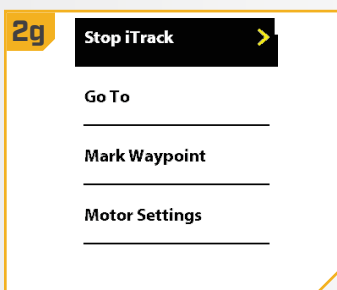 2g
Stop iTrack
Go To
Mark Waypoint
Motor Settings